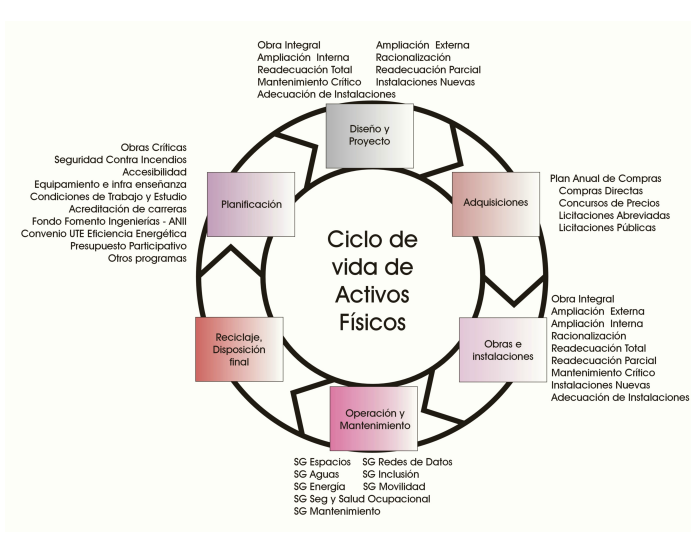 Obra Integral
Ampliación Interna
Readecuación Total
Mantenimiento Crítico
Adecuación de Instalaciones
Ampliación Externa
Racionalización
Readecuación Parcial
Instalaciones Nuevas
Diseño y
Proyecto
Obras Críticas
Seguridad Contra Incendios
Accesibilidad
Equipamiento e infra enseñanza
Condiciones de Trabajo y Estudio
Acreditación de carreras
Fondo Fomento Ingenierias - ANII
Convenio UTE Eficiencia Energética
Presupuesto Participativo
Otros programas
Planificación
Adquisiciones
Plan Anual de Compras
Compras Directas
Concursos de Precios
Licitaciones Abreviadas
Licitaciones Públicas
Ciclo de
vida de
Activos
Físicos
Reciclaje,
Disposición
final
Obras e
instalaciones
Obra Integral
Ampliación Externa
Ampliación Interna
Racionalización
Readecuación Total
Readecuación Parcial
Mantenimiento Crítico
Instalaciones Nuevas
Adecuación de Instalaciones
Operación y
Mantenimiento
SG Espacios
SG Aguas
SG Energía
SG Redes de Datos
SG Inclusión
SG Movilidad
SG Seg y Salud Ocupacional
SG Mantenimiento